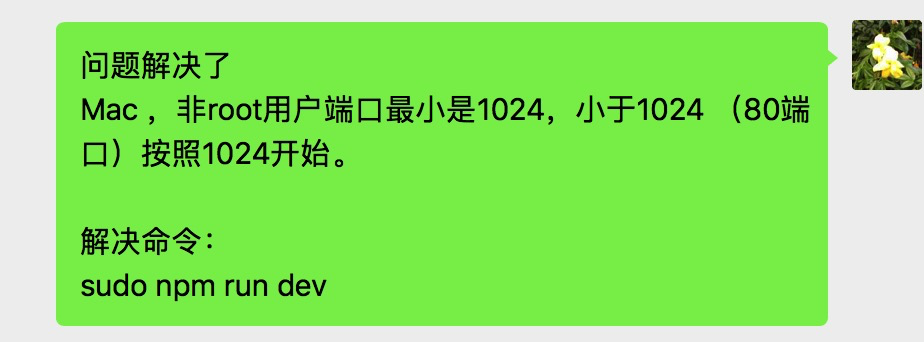 问题解决了
Mac ，非root用户端口最小是1024，小于1024 （80端
口）按照1024开始。
解决命令：
sudo npm run dev